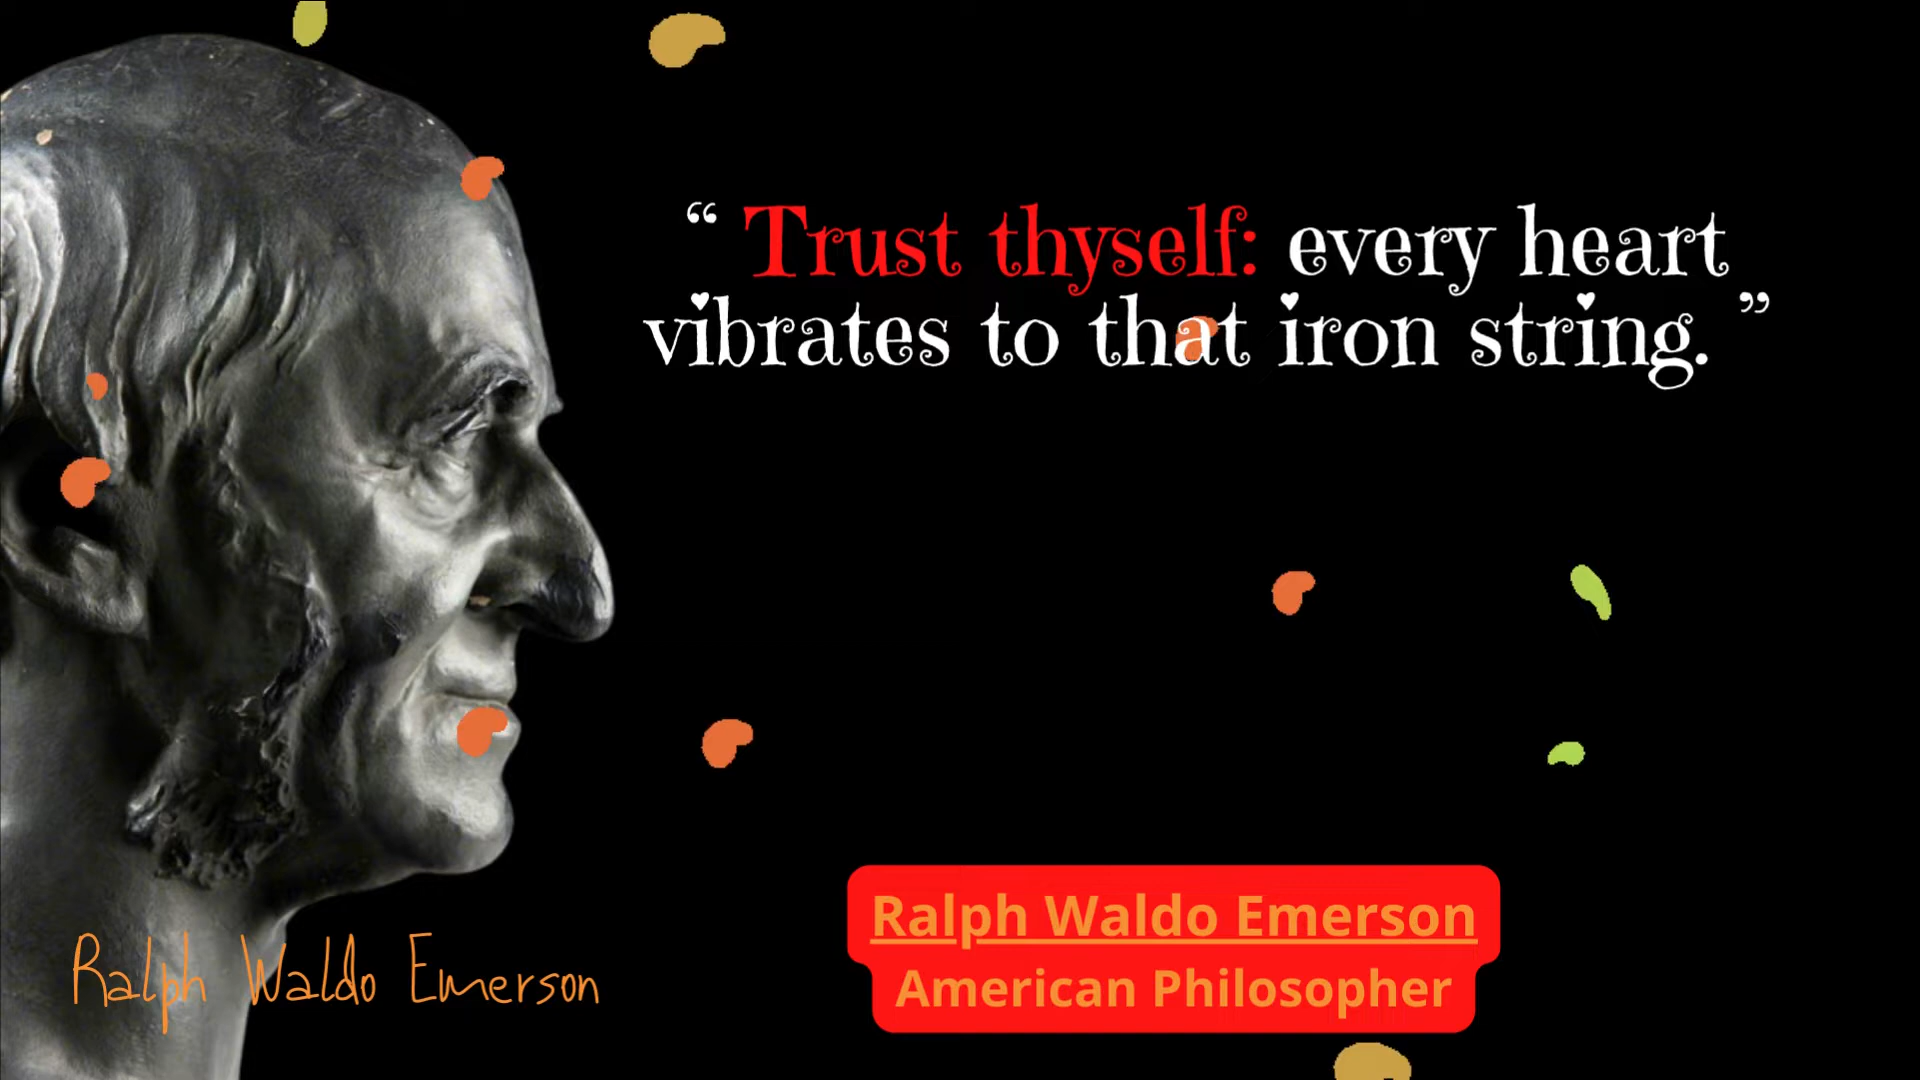 “ Trust thyself: every heart
vibrates to that iron string. ”
Ralph Waldo Emerson
Ralph Waldo Emerson
American Philosopher